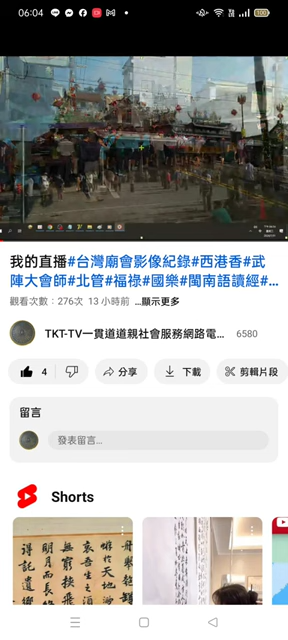 06:04
100
我的直播#台灣廟會影像紀錄#西港香#武
陣大會師#北管#福祿#國樂#閩南語讀經#...
觀看次數：276次 13 小時前 ...顯示更多
TKT-TV一貫道道親社會服務網路電... 6580
4 分享 下載 剪輯片段
留言
發表留言...
Shorts